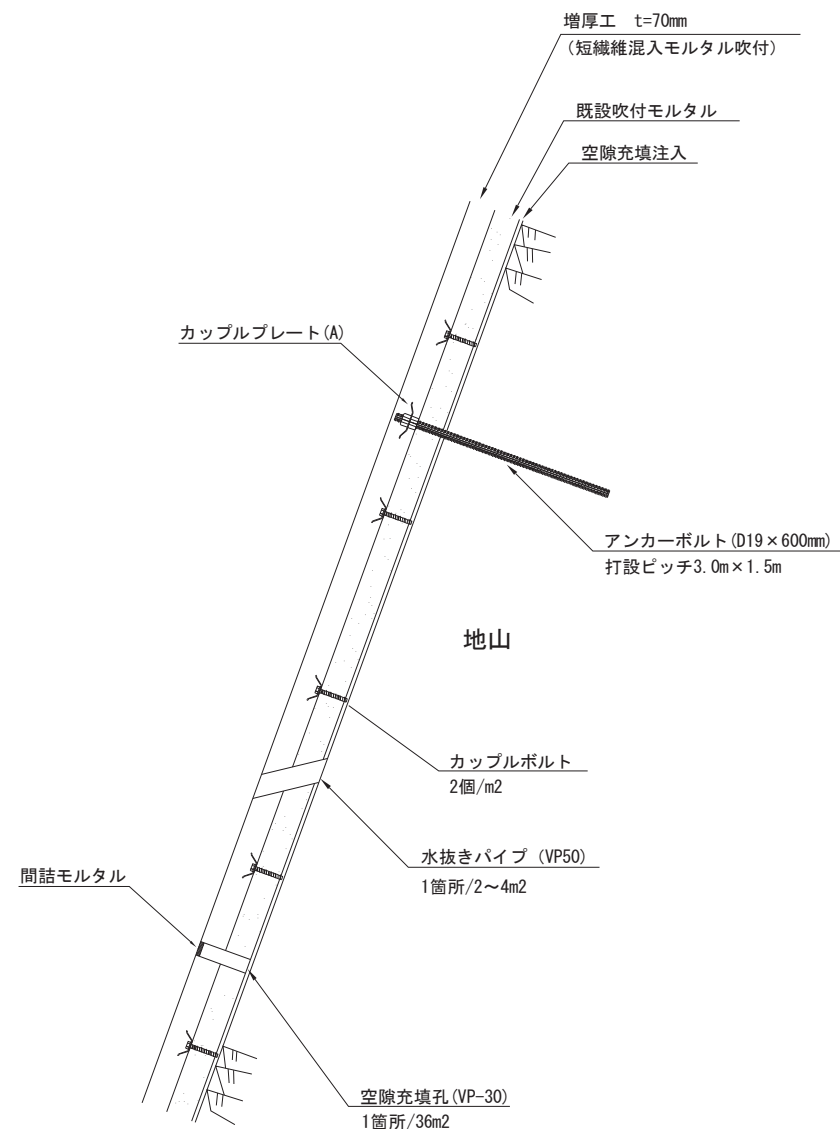 増厚工　t=70mm
（短繊維混入モルタル吹付）
既設吹付モルタル
空隙充填注入
カップルプレート(A)
アンカーボルト(D19×600mm)
打設ピッチ3.0m×1.5m
地山
カップルボルト
2個/m2
水抜きパイプ（VP50）
1箇所/2～4m2
間詰モルタル
空隙充填孔(VP-30)
1箇所/36m2